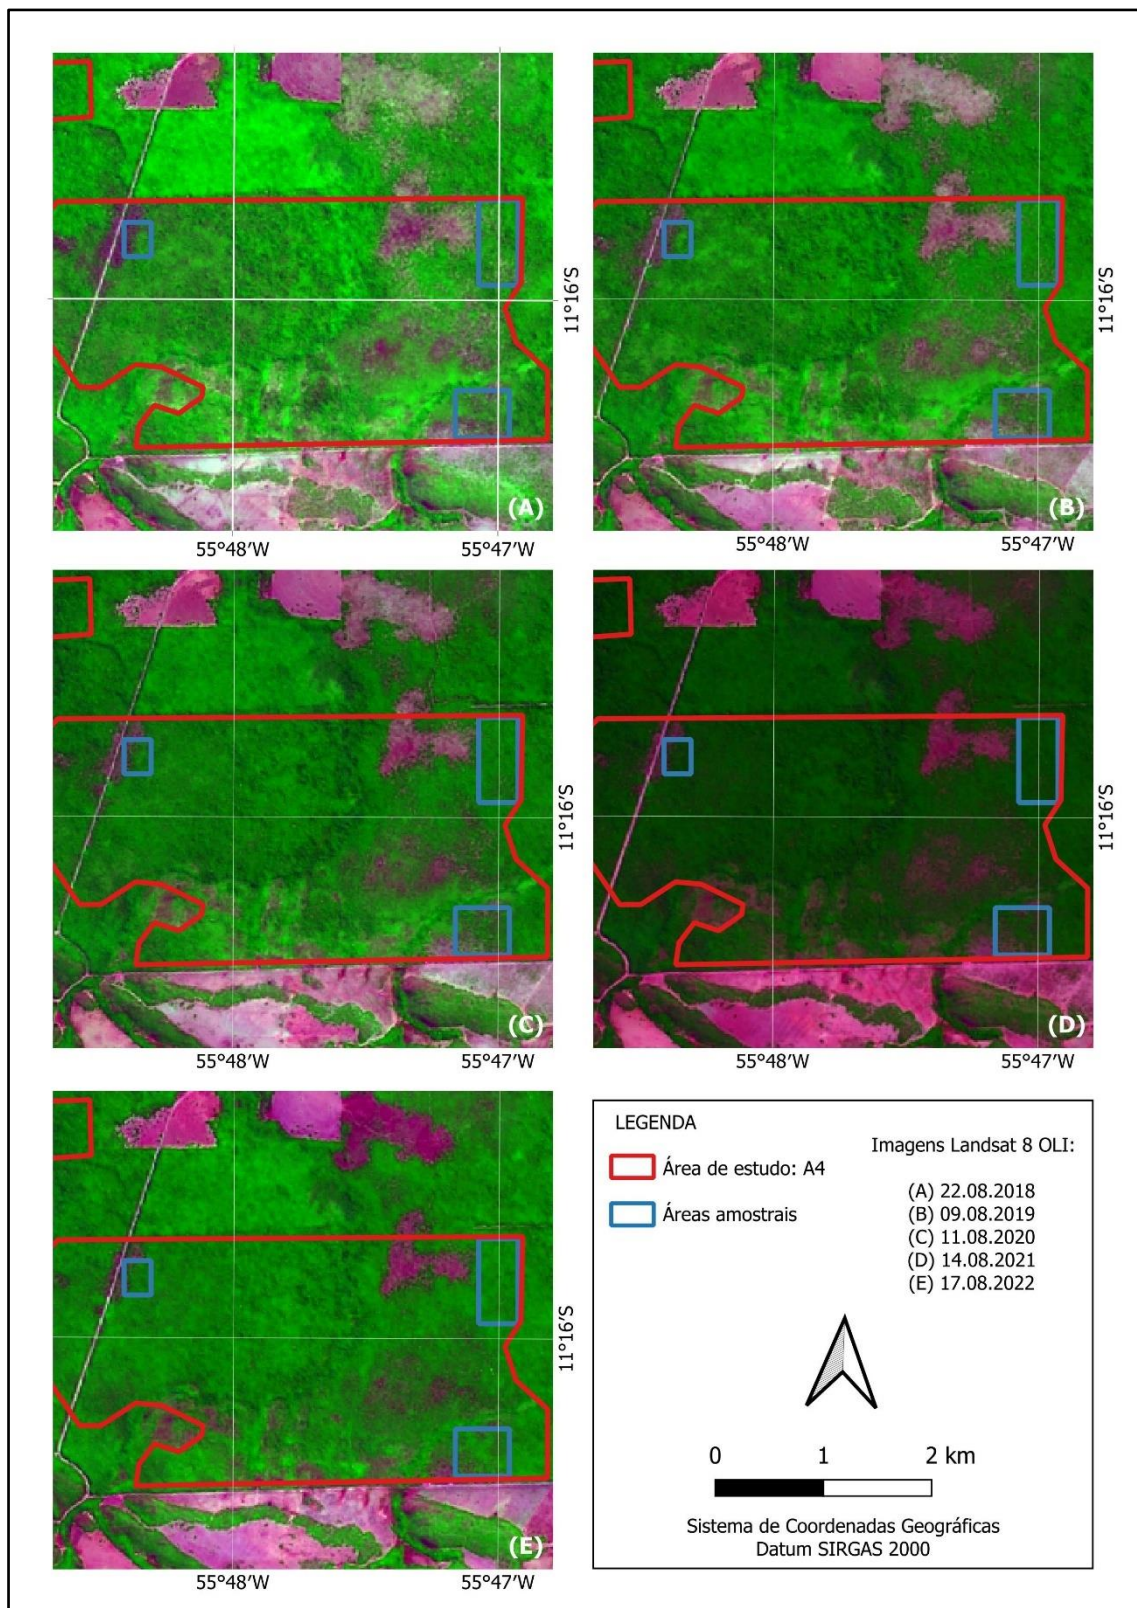 11°16'S
(A)
55°48'W
55°47'W
11°16'S
(B)
55°48'W
55°47'W
11°16'S
(C)
55°48'W
55°47'W
11°16'S
(D)
55°48'W
55°47'W
11°16'S
(E)
55°48'W
55°47'W
LEGENDA
Área de estudo: A4
Áreas amostrais
Imagens Landsat 8 OLI:
(A) 22.08.2018
(B) 09.08.2019
(C) 11.08.2020
(D) 14.08.2021
(E) 17.08.2022
0 1 2 km
Sistema de Coordenadas Geográficas
Datum SIRGAS 2000